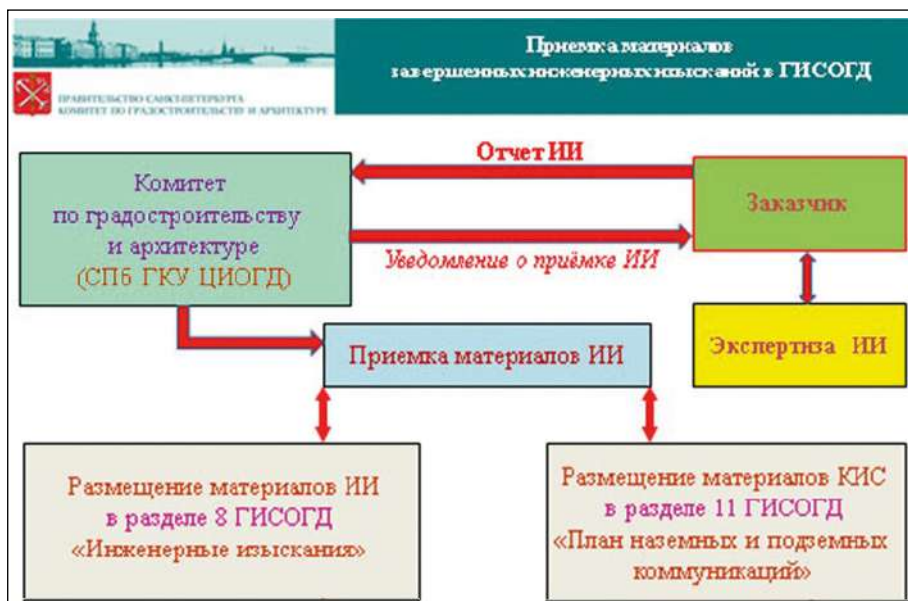 Приемка материалов
завершенных инженерных изысканий в ГИСОГД
ПРАВИТЕЛЬСТВО САНКТ-ПЕТЕРБУРГА
КОМИТЕТ ПО ГРАДОСТРОИТЕЛЬСТВУ И АРХИТЕКТУРЕ
Отчет ИИ
Комитет
по градостроительству
и архитектуре
(СПб ГКУ ЦИОГД)
Заказчик
Уведомление о приёмке ИИ
Приемка материалов ИИ
Экспертиза ИИ
Размещение материалов ИИ
в разделе 8 ГИСОГД
«Инженерные изыскания»
Размещение материалов КИС
в разделе 11 ГИСОГД
«План наземных и подземных
коммуникаций»